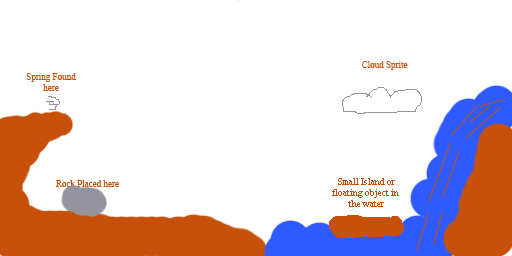 Cloud Sprite
Spring Found
here
Rock Placed here
Small Island or
floating object in
the water